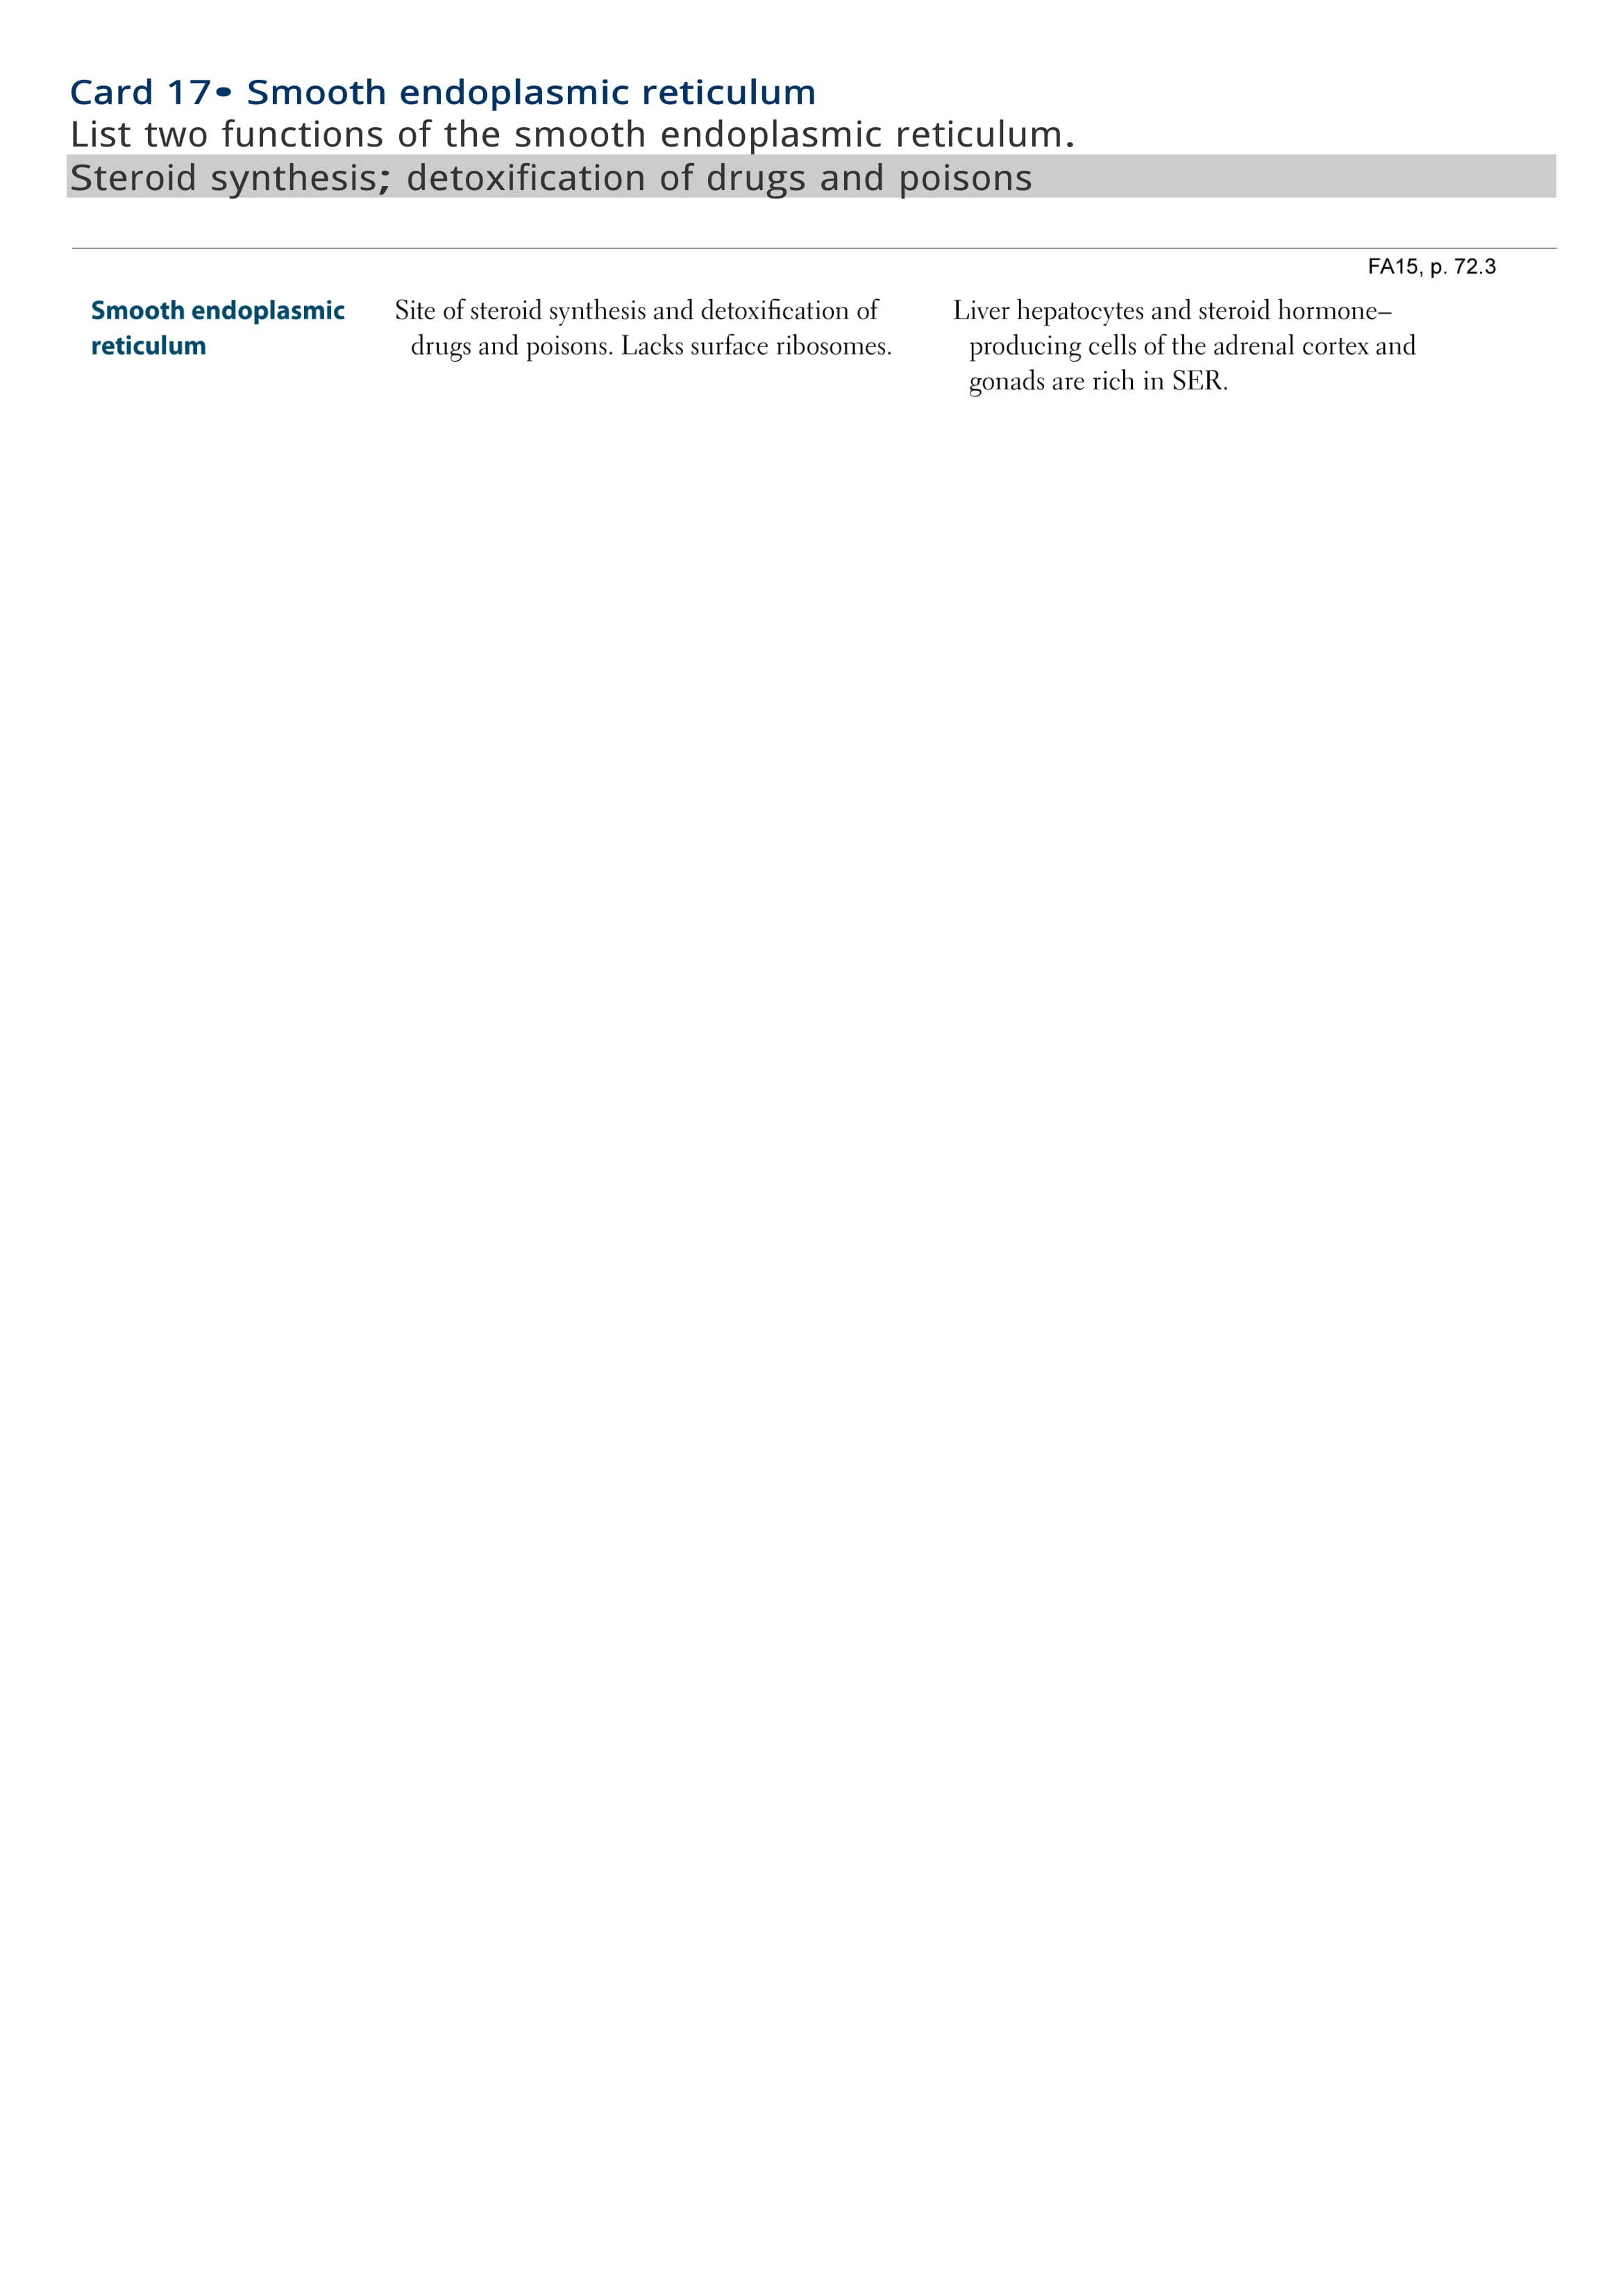 Card 17• Smooth endoplasmic reticulum
List two functions of the smooth endoplasmic reticulum.
Steroid synthesis; detoxification of drugs and poisons
FA15, p. 72.3
Smooth endoplasmic
reticulum
Site of steroid synthesis and detoxification of
drugs and poisons. Lacks surface ribosomes.
Liver hepatocytes and steroid hormone–
producing cells of the adrenal cortex and
gonads are rich in SER.